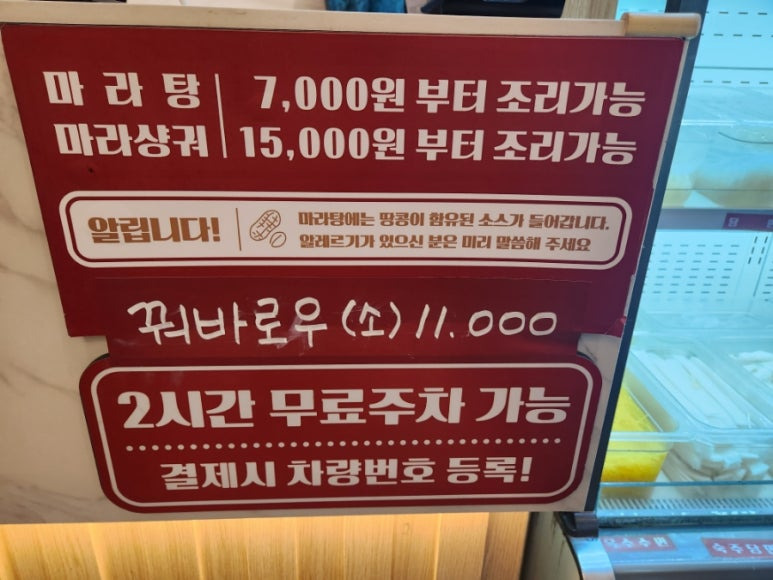 마라탕 7,000원 부터 조리가능
마라샹궈 15,000원 부터 조리가능
알립니다!
마라탕에는 땅콩이 함유된 소스가 들어갑니다.
알레르기가 있으신 분은 미리 말씀해 주세요
꿔바로우(소) 11.000
2시간 무료주차 가능
결제시 차량번호 등록!
옥수수면